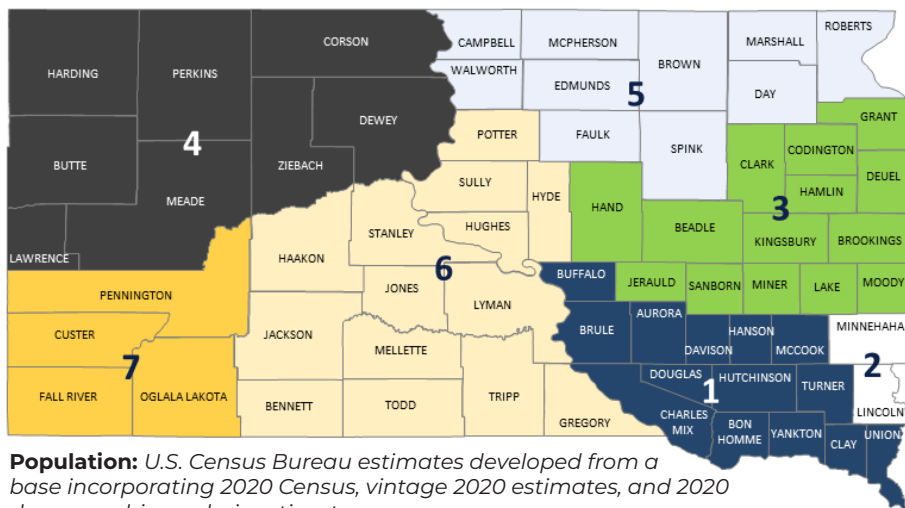 CORSON
CAMPBELL
MCPHERSON
MARSHALL
ROBERTS
HARDING
PERKINS
WALWORTH
BROWN
EDMUNDS
5
DAY
DEWEY
POTTER
FAULK
GRANT
4
SPINK
CLARK
CODINGTON
BUTTE
ZIEBACH
DEUEL
MEADE
SULLY
HYDE
HAMLIN
HAND
3
STANLEY
HUGHES
BEADLE
KINGSBURY
BROOKINGS
LAWRENCE
HAAKON
6
BUFFALO
JONES
JERAULD
SANBORN
MINER
LAKE
MOODY
PENNINGTON
LYMAN
AURORA
MINNEHAHA
CUSTER
JACKSON
BRULE
HANSON
DAVISON
MCCOOK
MELLETTE
7
2
DOUGLAS
HUTCHINSON
TURNER
1
FALL RIVER
OGLALA LAKOTA
BENNETT
TODD
TRIPP
GREGORY
CHARLES
MIX
LINCOLN
BON
HOMME
YANKTON
CLAY
UNION
Population: U.S. Census Bureau estimates developed from a
base incorporating 2020 Census, vintage 2020 estimates, and 2020